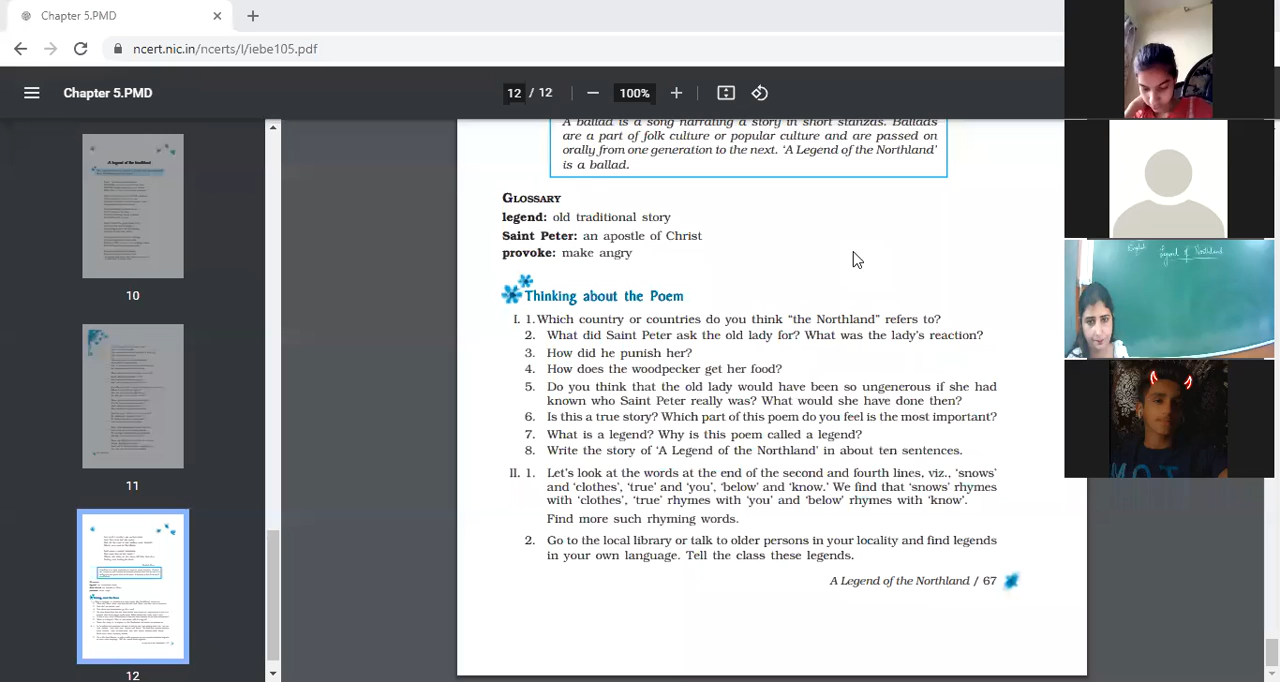 Chapter 5.PMD
ncert.nic.in/ncerts/l/iebe105.pdf
Chapter 5.PMD
12 / 12
100%
10
11
12
A ballad is a song narrating a story in short stanzas. Ballads
are a part of folk culture or popular culture and are passed on
orally from one generation to the next. ‘A Legend of the Northland’
is a ballad.
GLOSSARY
legend: old traditional story
Saint Peter: an apostle of Christ
provoke: make angry
Thinking about the Poem
I. 1. Which country or countries do you think “the Northland” refers to?
2. What did Saint Peter ask the old lady for? What was the lady’s reaction?
3. How did he punish her?
4. How does the woodpecker get her food?
5. Do you think that the old lady would have been so ungenerous if she had
known who Saint Peter really was? What would she have done then?
6. Is this a true story? Which part of this poem do you feel is the most important?
7. What is a legend? Why is this poem called a legend?
8. Write the story of ‘A Legend of the Northland’ in about ten sentences.
II. 1. Let’s look at the words at the end of the second and fourth lines, viz., ‘snows’
and ‘clothes’, ‘true’ and ‘you’, ‘below’ and ‘know.’ We find that ‘snows’ rhymes
with ‘clothes’, ‘true’ rhymes with ‘you’ and ‘below’ rhymes with ‘know’.
Find more such rhyming words.
2. Go to the local library or talk to older persons in your locality and find legends
in your own language. Tell the class these legends.
A Legend of the Northland / 67
English
Legend of Northland